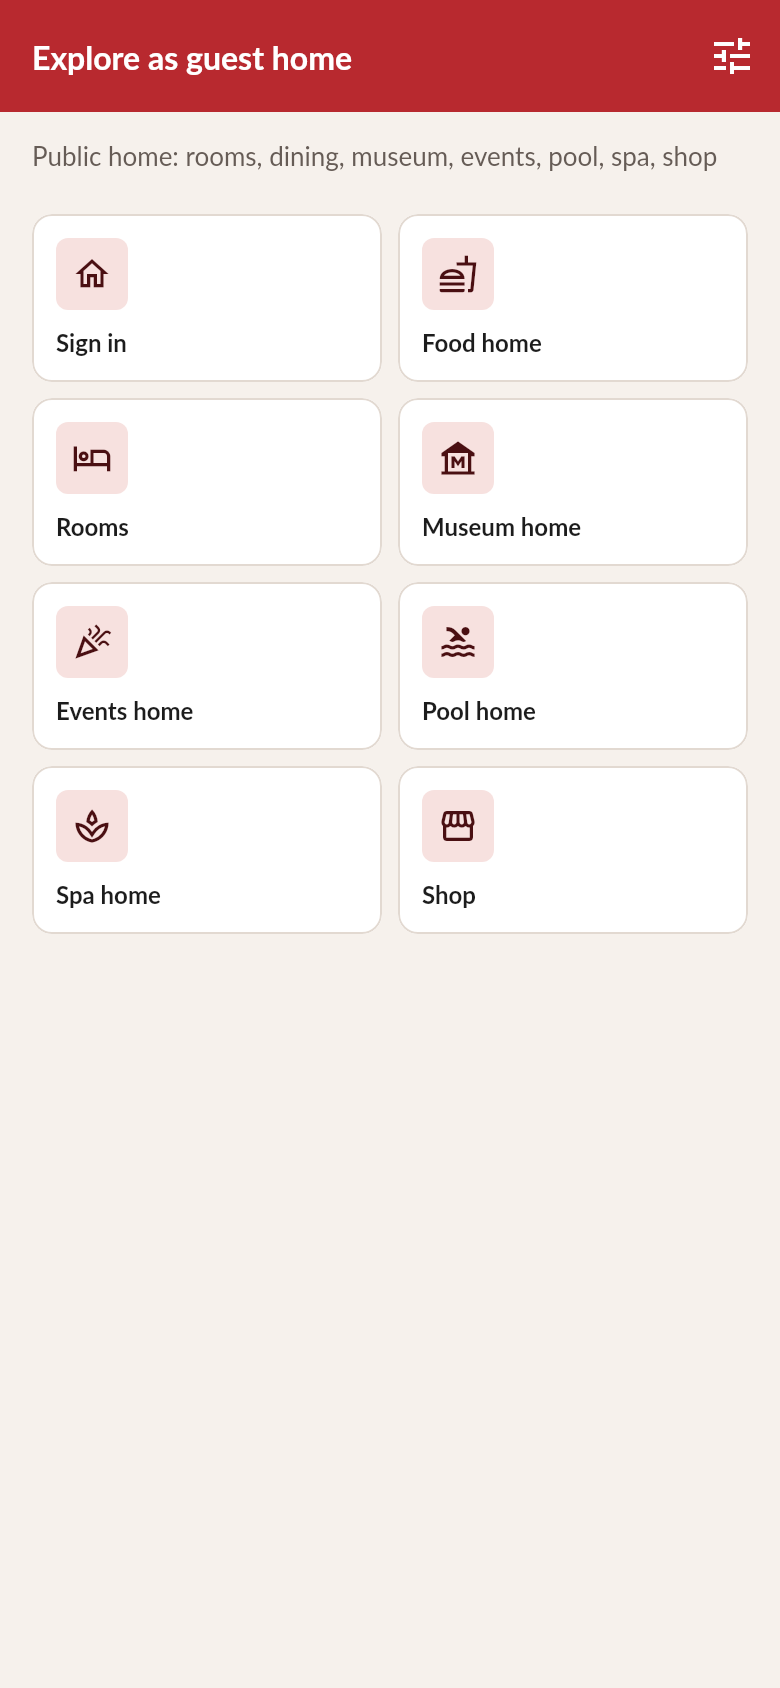 Explore as guest home
Public home: rooms, dining, museum, events, pool, spa, shop
Sign in
Food home
Rooms
M
Museum home
Events home
Pool home
Spa home
Shop